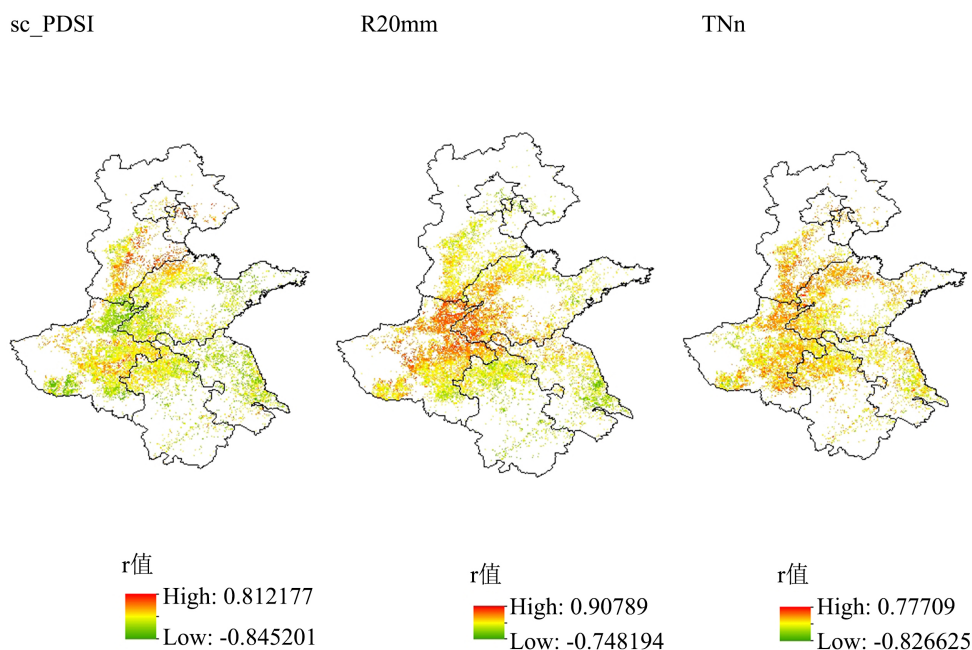 sc_PDSI
R20mm
TNn
r值
High: 0.812177
Low: -0.845201
r值
High: 0.90789
Low: -0.748194
r值
High: 0.77709
Low: -0.826625